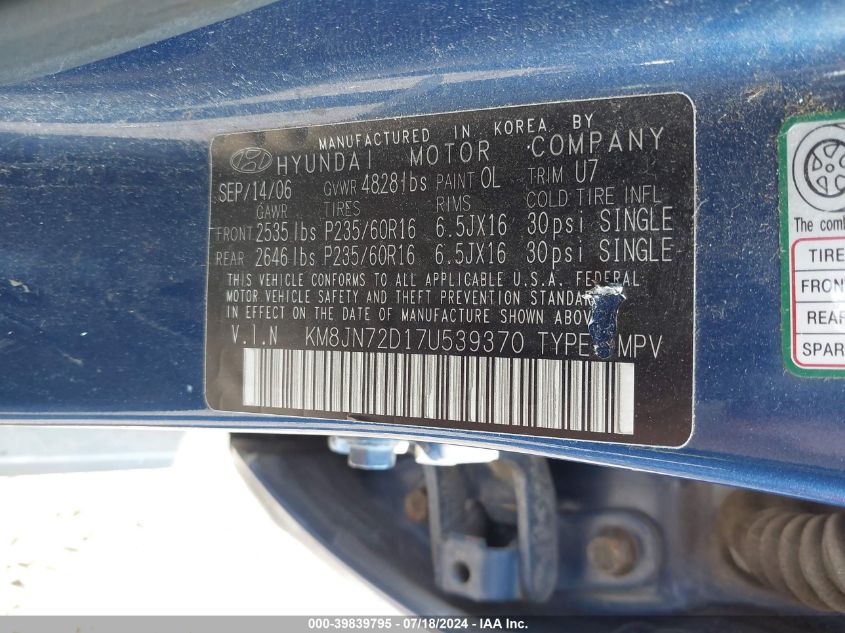 MANUFACTURED IN KOREA BY
HYUNDAI MOTOR COMPANY
SEP/14/06 GVWR 4828lbs PAINT OL TRIM U7
GAWR TIRES RIMS COLD TIRE INFL
FRONT 2535lbs P235/60R16 6.5JX16 30psi SINGLE
REAR 2646lbs P235/60R16 6.5JX16 30psi SINGLE
THIS VEHICLE CONFORMS TO ALL APPLICABLE U.S.A. FEDERAL
MOTOR VEHICLE SAFETY AND THEFT PREVENTION STANDA
IN EFFECT ON THE DATE OF MANUFACTURE SHOWN ABOVE
V.I.N KM8JN72D17U539370 TYPE MPV
The comb
TIRE
FRON
REAR
SPAR
000-39839795 - 07/18/2024 - IAA Inc.